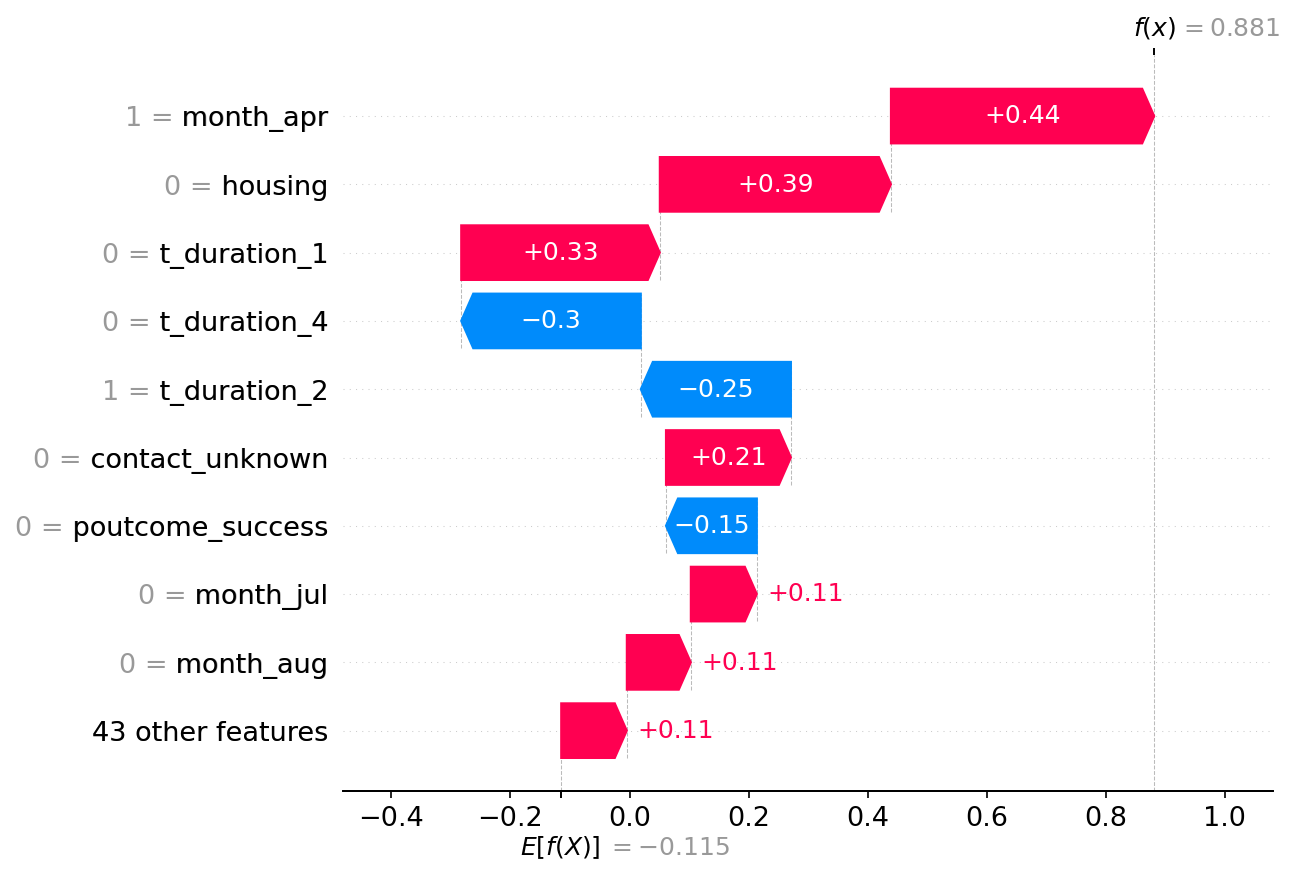 f(x) = 0.881
1 = month_apr +0.44
0 = housing +0.39
0 = t_duration_1 +0.33
0 = t_duration_4 −0.3
1 = t_duration_2 −0.25
0 = contact_unknown +0.21
0 = poutcome_success −0.15
0 = month_jul +0.11
0 = month_aug +0.11
43 other features +0.11
−0.4 −0.2 0.0 0.2 0.4 0.6 0.8 1.0
E[f(X)] = −0.115